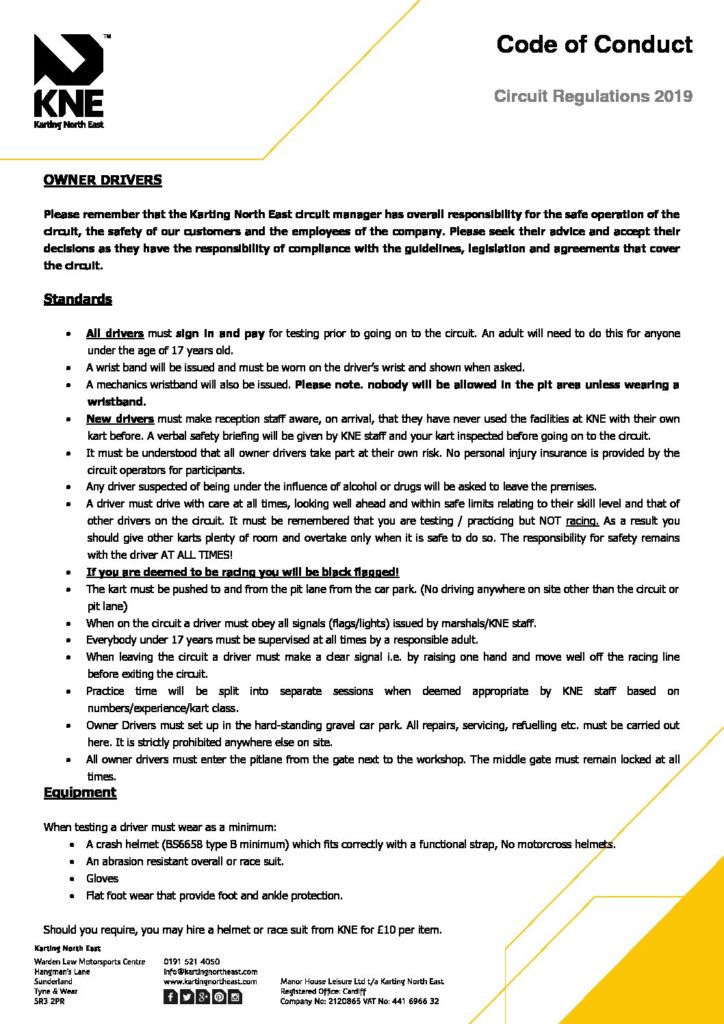 Code of Conduct
Circuit Regulations 2019
TM
KNE
Karting North East
OWNER DRIVERS
Please remember that the Karting North East circuit manager has overall responsibility for the safe operation of the
circuit, the safety of our customers and the employees of the company. Please seek their advice and accept their
decisions as they have the responsibility of compliance with the guidelines, legislation and agreements that cover
the circuit.
Standards
• All drivers must sign in and pay for testing prior to going on to the circuit. An adult will need to do this for anyone
under the age of 17 years old.
• A wrist band will be issued and must be worn on the driver's wrist and shown when asked.
• A mechanics wristband will also be issued. Please note. nobody will be allowed in the pit area unless wearing a
wristband.
• New drivers must make reception staff aware, on arrival, that they have never used the facilities at KNE with their own
kart before. A verbal safety briefing will be given by KNE staff and your kart inspected before going on to the circuit.
• It must be understood that all owner drivers take part at their own risk. No personal injury insurance is provided by the
circuit operators for participants.
• Any driver suspected of being under the influence of alcohol or drugs will be asked to leave the premises.
• A driver must drive with care at all times, looking well ahead and within safe limits relating to their skill level and that of
other drivers on the circuit. It must be remembered that you are testing / practicing but NOT racing. As a result you
should give other karts plenty of room and overtake only when it is safe to do so. The responsibility for safety remains
with the driver AT ALL TIMES!
• If you are deemed to be racing you will be black flagged!
• The kart must be pushed to and from the pit lane from the car park. (No driving anywhere on site other than the circuit or
pit lane)
• When on the circuit a driver must obey all signals (flags/lights) issued by marshals/KNE staff.
• Everybody under 17 years must be supervised at all times by a responsible adult.
• When leaving the circuit a driver must make a clear signal i.e. by raising one hand and move well off the racing line
before exiting the circuit.
• Practice time will be split into separate sessions when deemed appropriate by KNE staff based on
numbers/experience/kart class.
• Owner Drivers must set up in the hard-standing gravel car park. All repairs, servicing, refuelling etc. must be carried out
here. It is strictly prohibited anywhere else on site.
• All owner drivers must enter the pitlane from the gate next to the workshop. The middle gate must remain locked at all
times.
Equipment
When testing a driver must wear as a minimum:
• A crash helmet (BS6658 type B minimum) which fits correctly with a functional strap, No motorcross helmets.
• An abrasion resistant overall or race suit.
• Gloves
• Flat foot wear that provide foot and ankle protection.
Should you require, you may hire a helmet or race suit from KNE for £10 per item.
Karting North East
Warden Law Motorsports Centre
Hangman's Lane
Sunderland
Tyne & Wear
SR3 2PR
0191 521 4050
info@kartingnortheast.com
www.kartingnortheast.com
Manor House Leisure Ltd t/a Karting North East
Registered Office: Cardiff
Company No: 2120865 VAT No: 441 6966 32